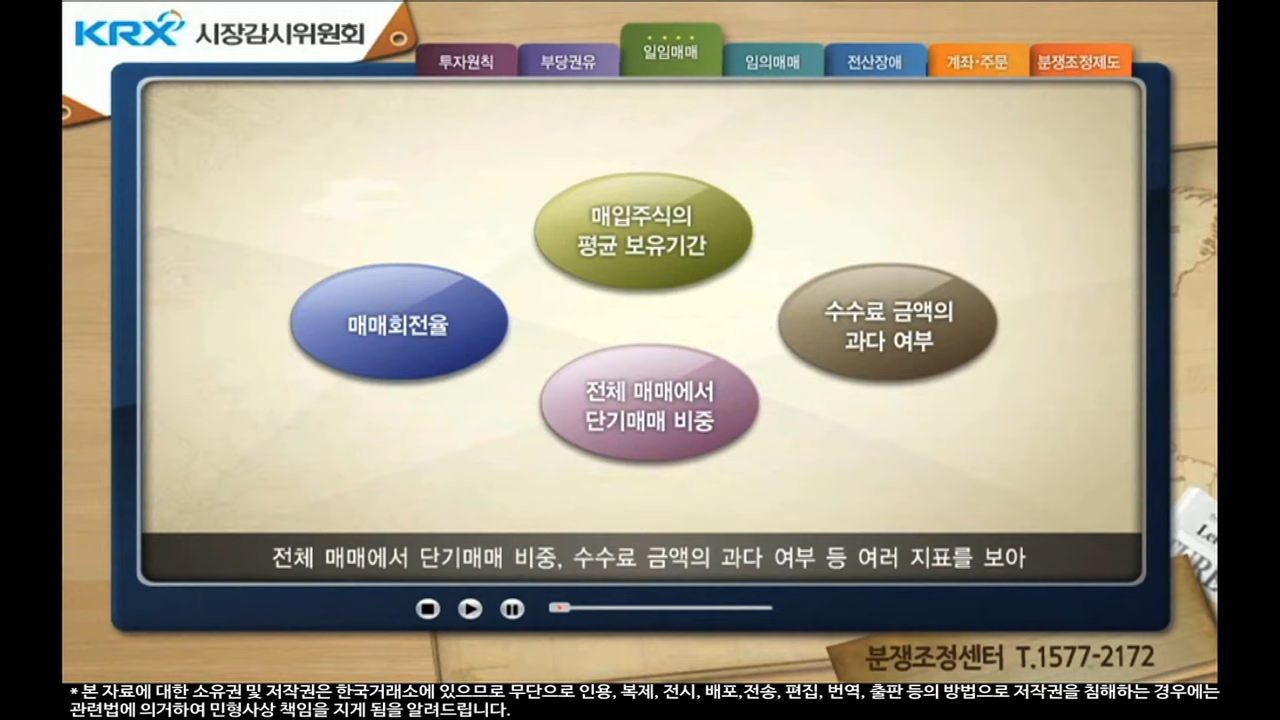 KRX 시장감시위원회
투자원칙
부당권유
일임매매
임의매매
전산장애
계좌·주문
분쟁조정제도
매입주식의
평균 보유기간
매매회전율
수수료 금액의
과다 여부
전체 매매에서
단기매매 비중
전체 매매에서 단기매매 비중, 수수료 금액의 과다 여부 등 여러 지표를 보아
분쟁조정센터 T.1577-2172
* 본 자료에 대한 소유권 및 저작권은 한국거래소에 있으므로 무단으로 인용, 복제, 전시, 배포,전송, 편집, 번역, 출판 등의 방법으로 저작권을 침해하는 경우에는
관련법에 의거하여 민형사상 책임을 지게 됨을 알려드립니다.